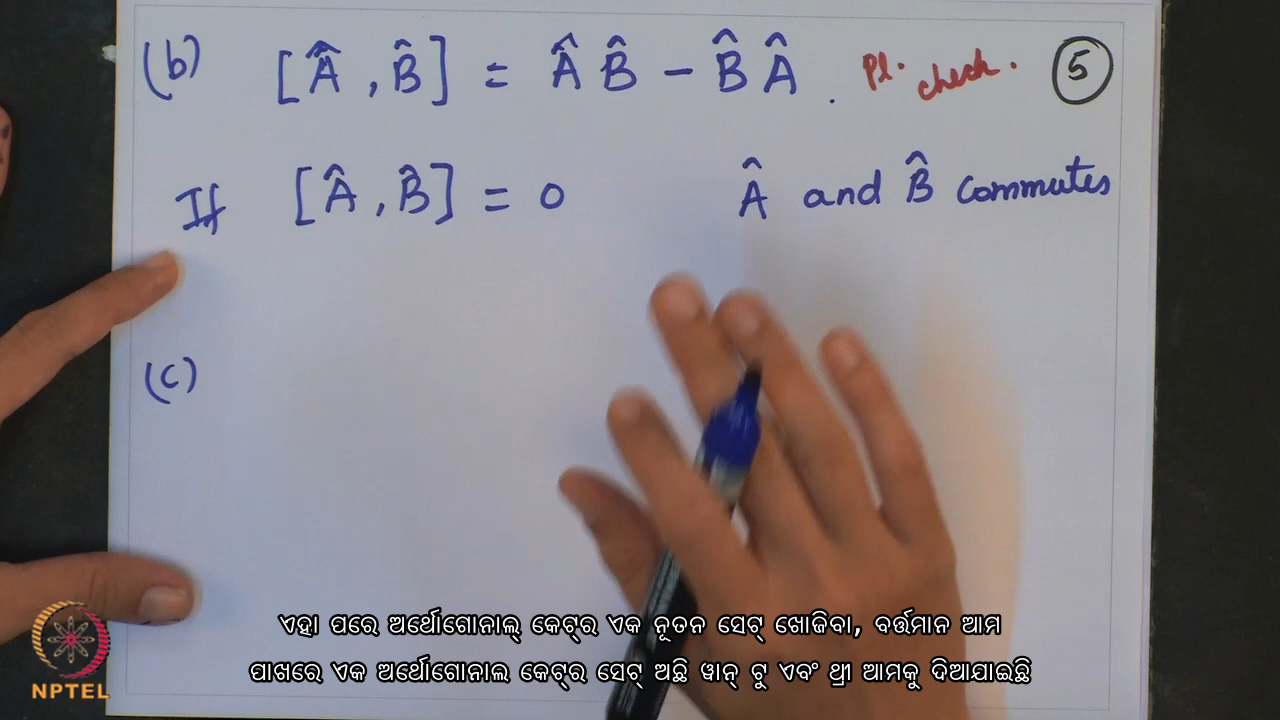 (b) [Â , B̂] = Â B̂ − B̂ Â . Pl. check. 5
If [Â , B̂] = 0 Â and B̂ commutes
(c)
ଏହା ପରେ ଅର୍ଥୋଗୋନାଲ୍ କେଟ୍‌ର ଏକ ନୂତନ ସେଟ୍ ଖୋଜିବା, ବର୍ତ୍ତମାନ ଆମ
ପାଖରେ ଏକ ଅର୍ଥୋଗୋନାଲ କେଟ୍‌ର ସେଟ୍ ଅଛି ୱାନ୍ ଟୁ ଏବଂ ଥ୍ରୀ ଆମକୁ ଦିଆଯାଇଛି
NPTEL